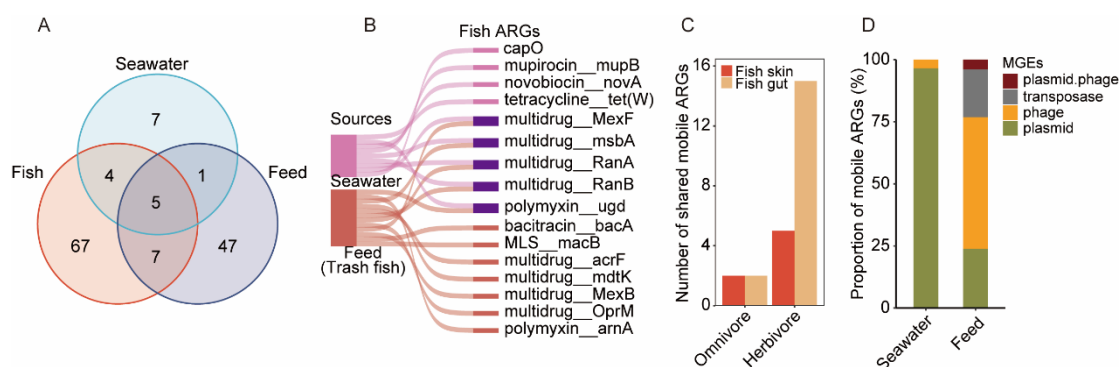 A
Seawater
7
Fish
4
1
Feed
5
67
7
47
B
Fish ARGs
Sources
Seawater
Feed
(Trash fish)
capO
mupirocin__mupB
novobiocin__novA
tetracycline__tet(W)
multidrug__MexF
multidrug__msbA
multidrug__RanA
multidrug__RanB
polymyxin__ugd
bacitracin__bacA
MLS__macB
multidrug__acrF
multidrug__mdtK
multidrug__MexB
multidrug__OprM
polymyxin__arnA
C
Number of shared mobile ARGs
16
12
8
4
0
Fish skin
Fish gut
Omnivore
Herbivore
D
Proportion of mobile ARGs (%)
100
75
50
25
0
Seawater
Feed
MGEs
plasmid.phage
transposase
phage
plasmid